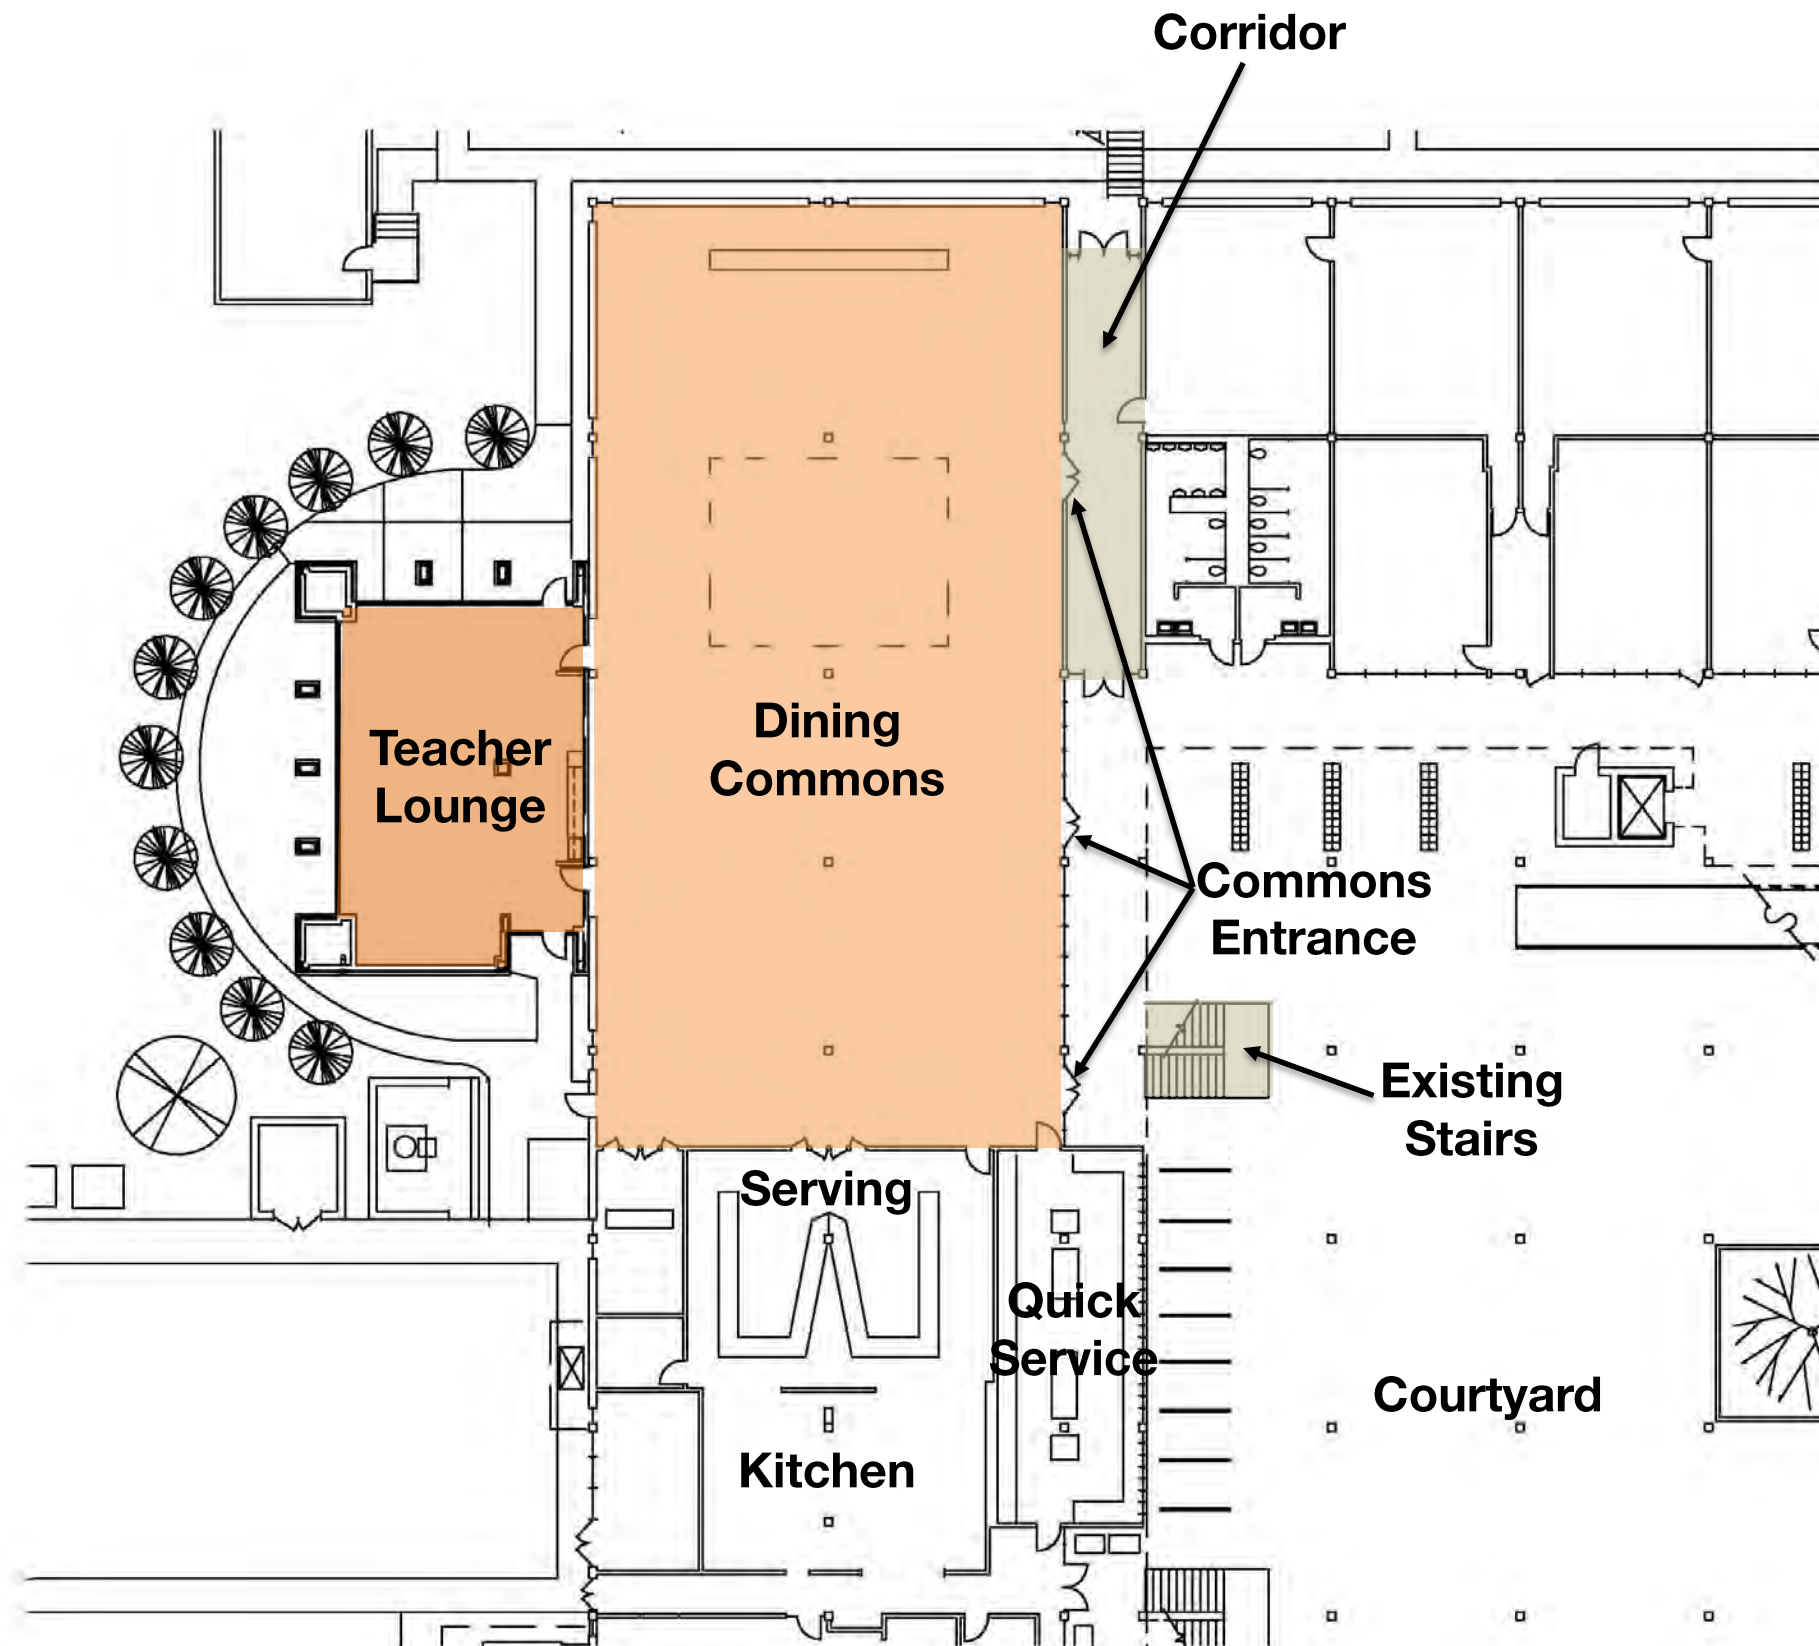 Corridor
Dining
Commons
Teacher
Lounge
Commons
Entrance
Existing
Stairs
Serving
Quick
Service
Courtyard
Kitchen